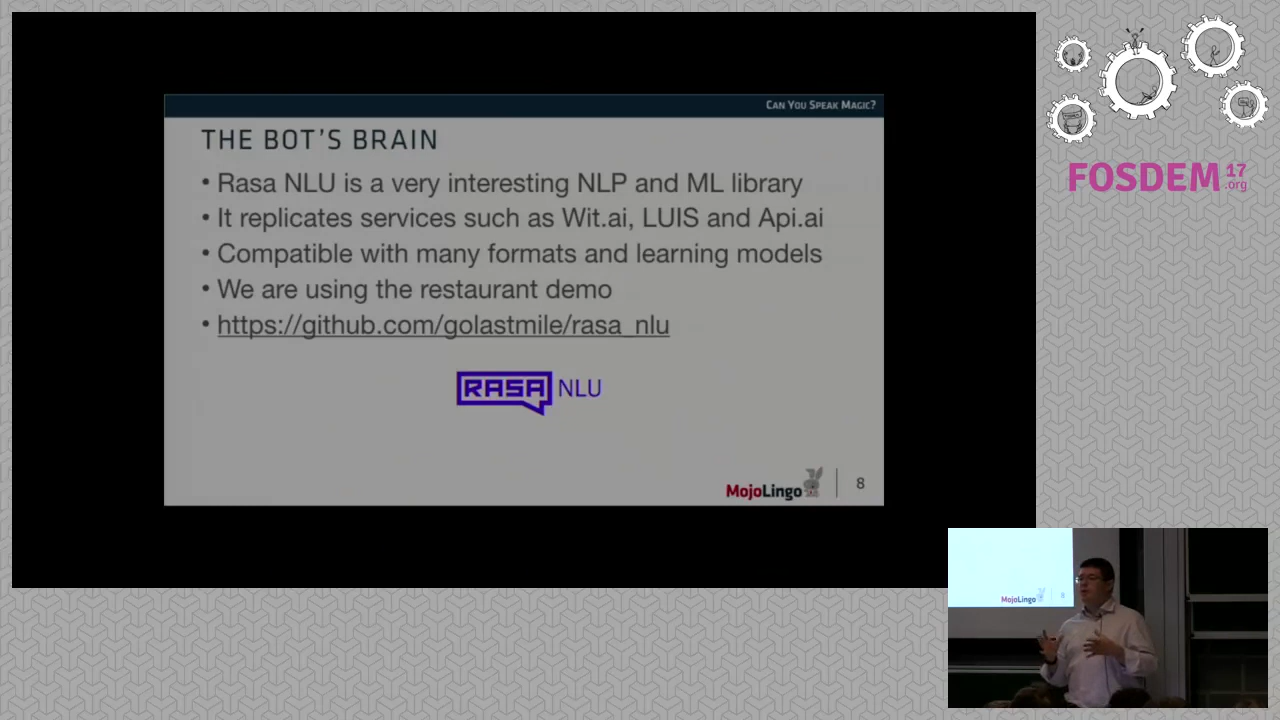 CAN YOU SPEAK MAGIC?
THE BOT'S BRAIN
• Rasa NLU is a very interesting NLP and ML library
• It replicates services such as Wit.ai, LUIS and Api.ai
• Compatible with many formats and learning models
• We are using the restaurant demo
• https://github.com/golastmile/rasa_nlu
RASA NLU
MojoLingo 8
FOSDEM 17 .org
MojoLingo 8